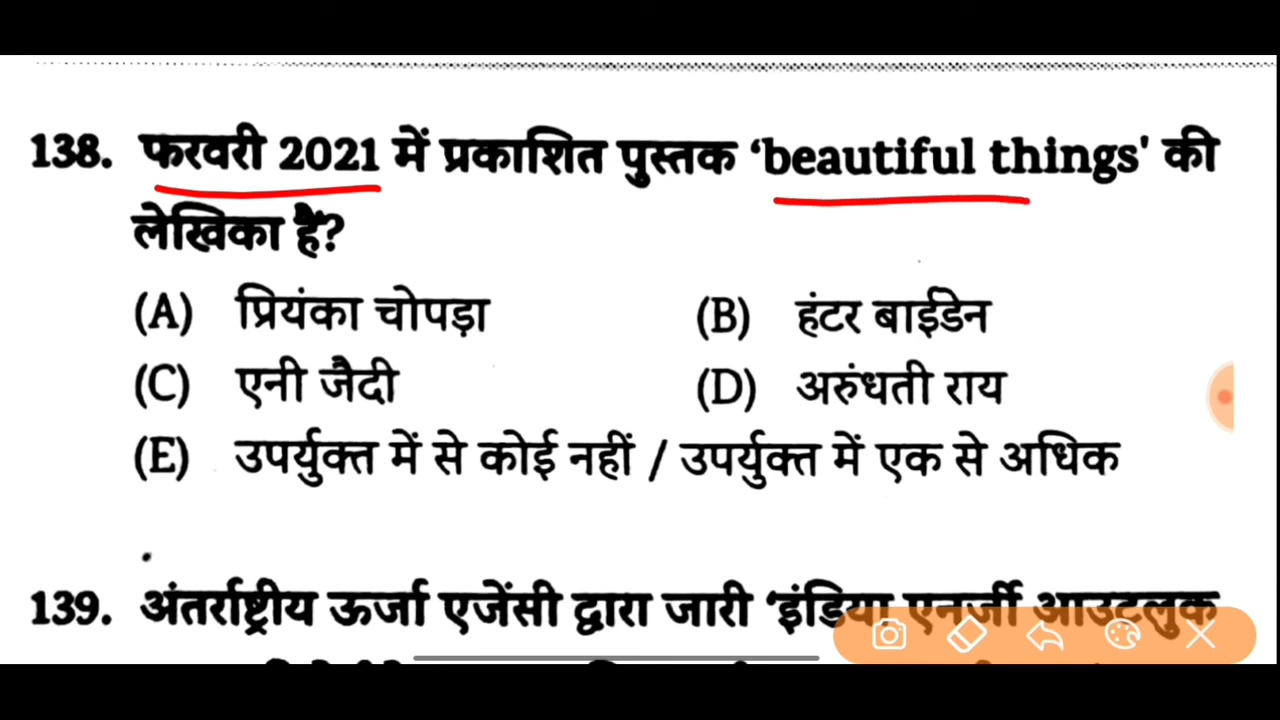 138. फरवरी 2021 में प्रकाशित पुस्तक ‘beautiful things' की
लेखिका हैं?
(A) प्रियंका चोपड़ा (B) हंटर बाईडेन
(C) एनी जैदी (D) अरुंधती राय
(E) उपर्युक्त में से कोई नहीं / उपर्युक्त में एक से अधिक
139. अंतर्राष्ट्रीय ऊर्जा एजेंसी द्वारा जारी ‘इंडिया एनर्जी आउटलुक